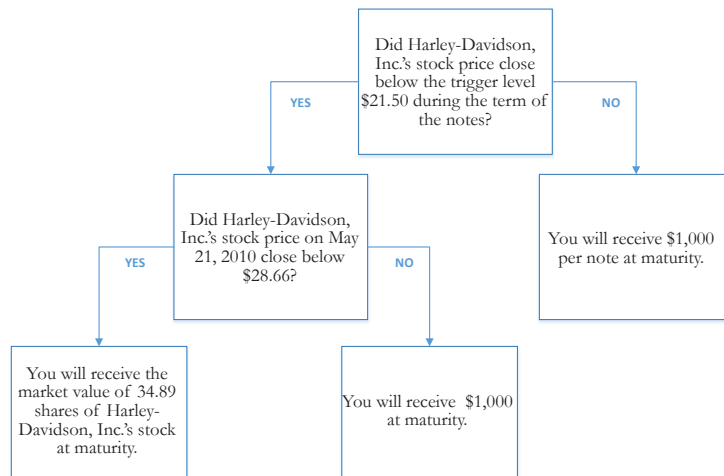 Did Harley-Davidson,
Inc.'s stock price close
below the trigger level
$21.50 during the term of
the notes?
YES
NO
Did Harley-Davidson,
Inc.'s stock price on May
21, 2010 close below
$28.66?
You will receive $1,000
per note at maturity.
YES
NO
You will receive the
market value of 34.89
shares of Harley-
Davidson, Inc.'s stock
at maturity.
You will receive $1,000
at maturity.